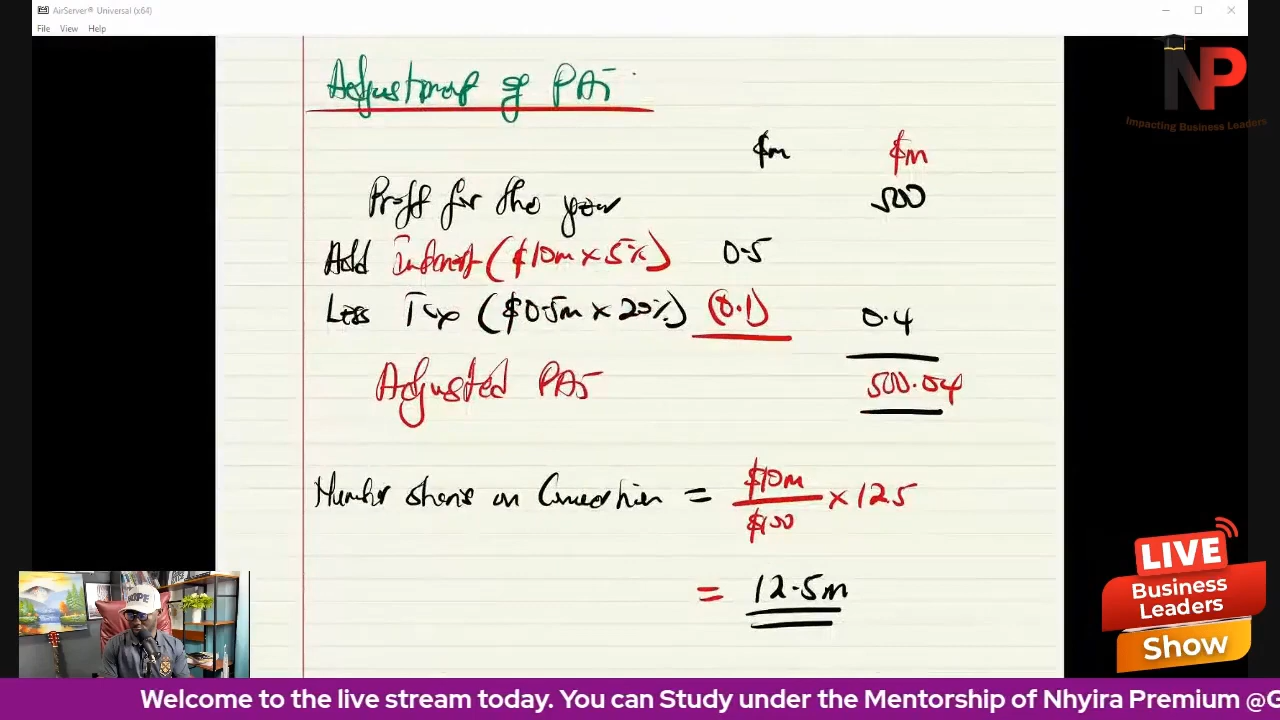 AirServer® Universal (x64)
File View Help
NP
Impacting Business Leaders
Adjustment of PAT
$m $m
Profit for the year 500
Add Interest ($10m x 5%) 0.5
Less Tax ($0.5m x 20%) (0.1) 0.4
Adjusted PAT 500.04
Number shares on Conversion = $10m / $100 x 125
= 12.5m
HOPE
LIVE
Business
Leaders
Show
Welcome to the live stream today. You can Study under the Mentorship of Nhyira Premium @G